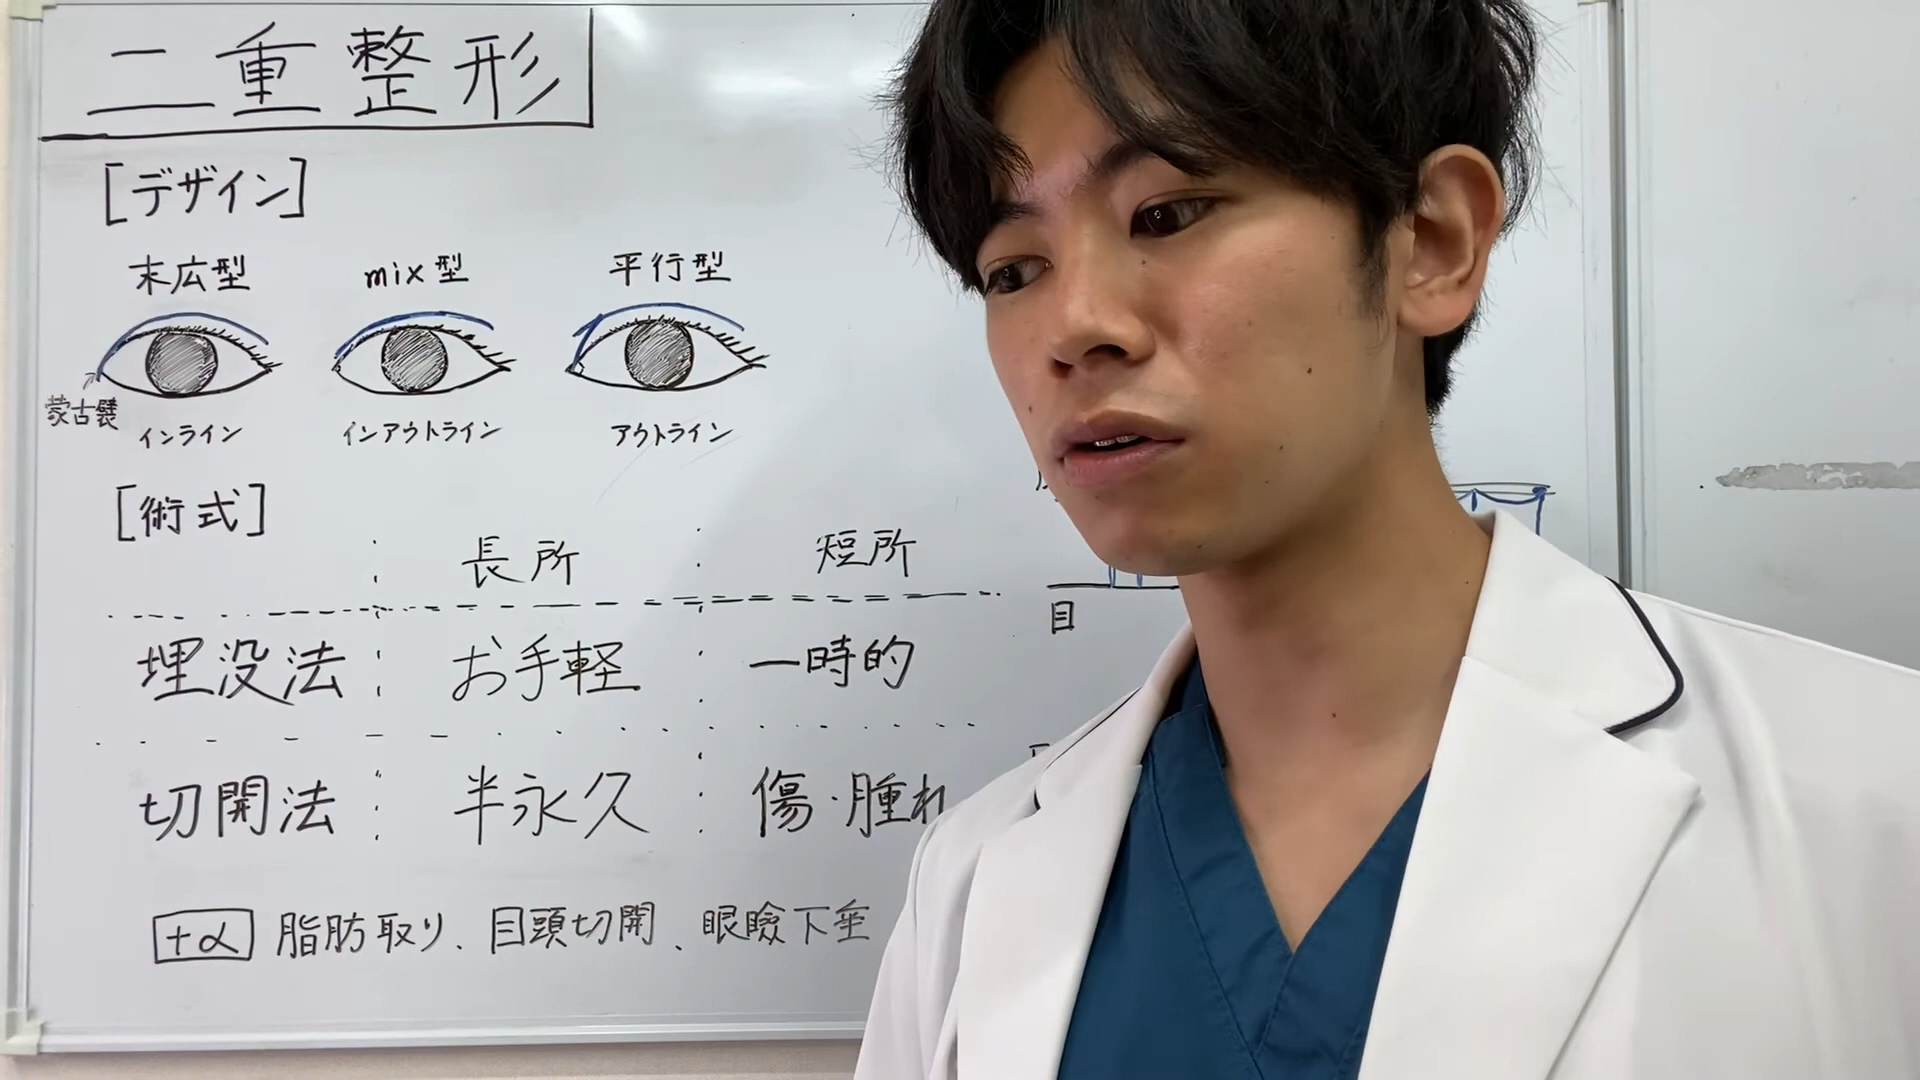 二重整形
[デザイン]
末広型 mix型 平行型
蒙古襞
インライン インアウトライン アウトライン
[術式]
長所 短所
埋没法 お手軽 一時的
切開法 半永久 傷・腫れ
+α 脂肪取り、目頭切開、眼瞼下垂
目